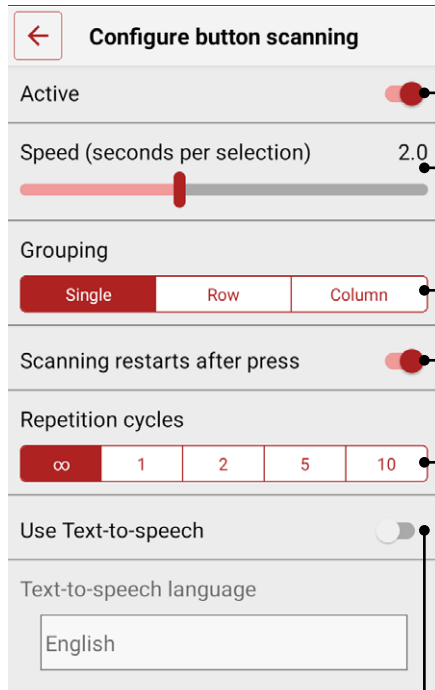 Configure button scanning
Active
Speed (seconds per selection) 2.0
Grouping
Single Row Column
Scanning restarts after press
Repetition cycles
∞ 1 2 5 10
Use Text-to-speech
Text-to-speech language
English